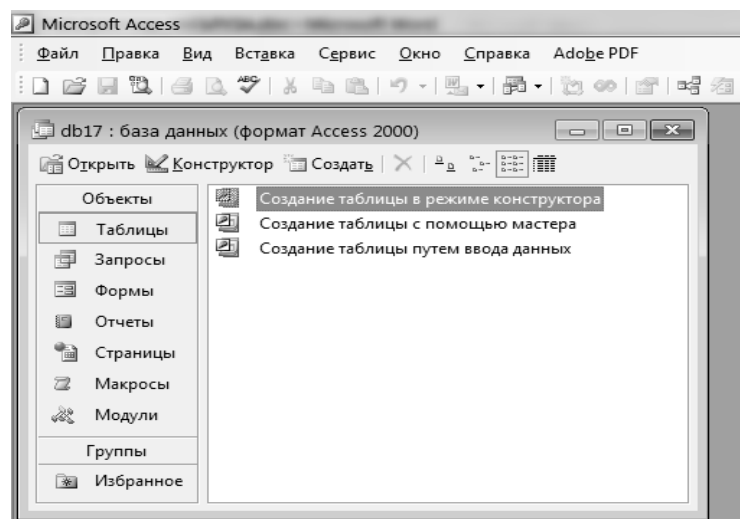 Microsoft Access
Файл Правка Вид Вставка Сервис Окно Справка Adobe PDF
db17 : база данных (формат Access 2000)
Открыть Конструктор Создать
Объекты
Таблицы
Запросы
Формы
Отчеты
Страницы
Макросы
Модули
Группы
Избранное
Создание таблицы в режиме конструктора
Создание таблицы с помощью мастера
Создание таблицы путем ввода данных